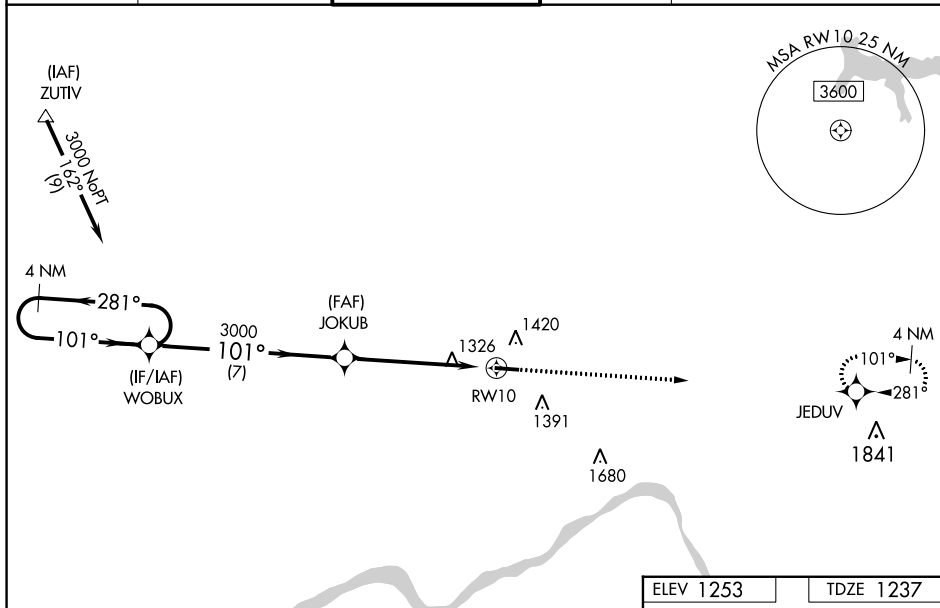 MSA RW10 25 NM
3600
(IAF)
ZUTIV
3000 NoPT
162°
(9)
4 NM
281°
101°
(IF/IAF)
WOBUX
3000
101°
(7)
(FAF)
JOKUB
1326
1420
RW10
1391
1680
4 NM
101°
281°
JEDUV
1841
ELEV 1253
TDZE 1237